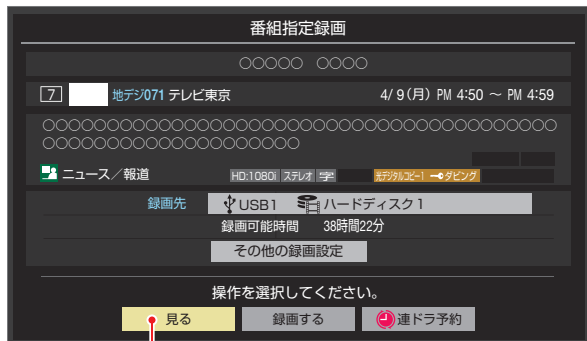 番組指定録画
○○○○○ ○○○○
7 地デジ071 テレビ東京 4/ 9(月) PM 4:50 ~ PM 4:59
○○○○○○○○○○○○○○○○○○○○○○○○○○○○○○○○○○○○○○○○
○○○○○○○○○○○○○○○○○○○○
ニュース/報道 HD:1080i ステレオ 字 光デジタルコピー1 ダビング
録画先 USB1 ハードディスク1
録画可能時間 38時間22分
その他の録画設定
操作を選択してください。
見る 録画する 連ドラ予約